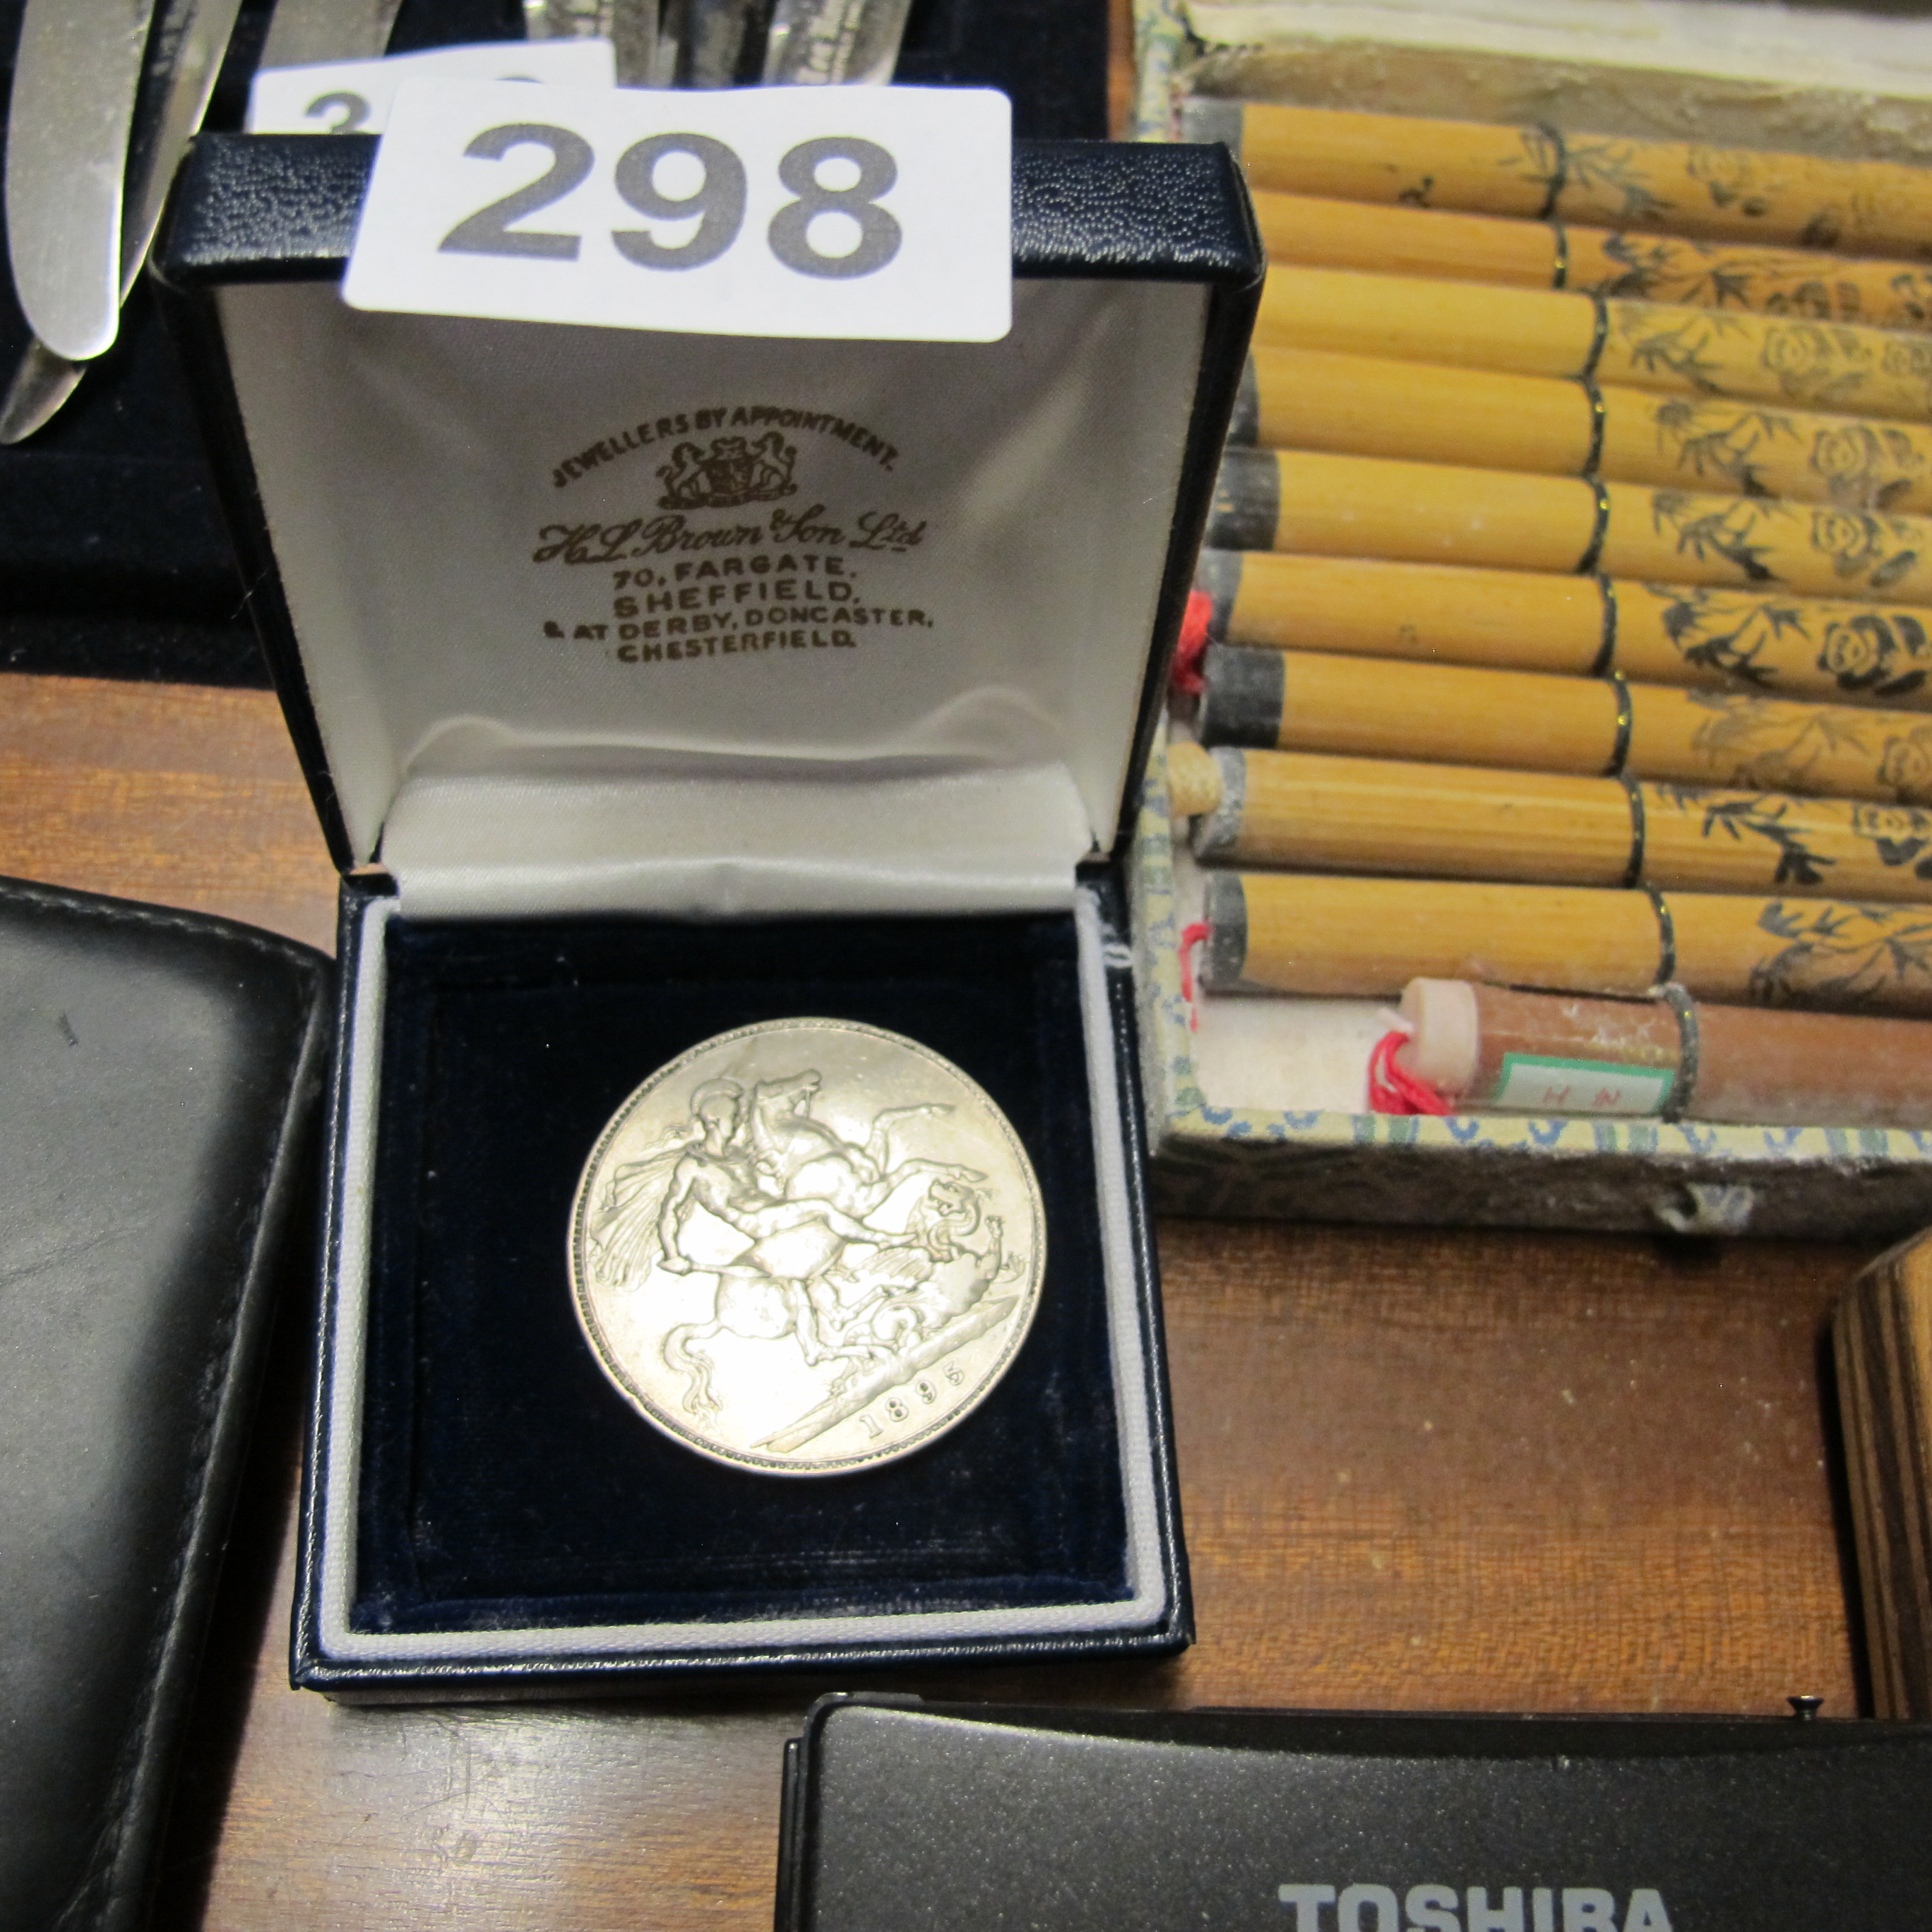 298
JEWELLERS BY APPOINTMENT.
H.L. Brown & Son Ltd
70, FARGATE.
SHEFFIELD,
& AT DERBY, DONCASTER,
CHESTERFIELD.
1895
TOSHIBA